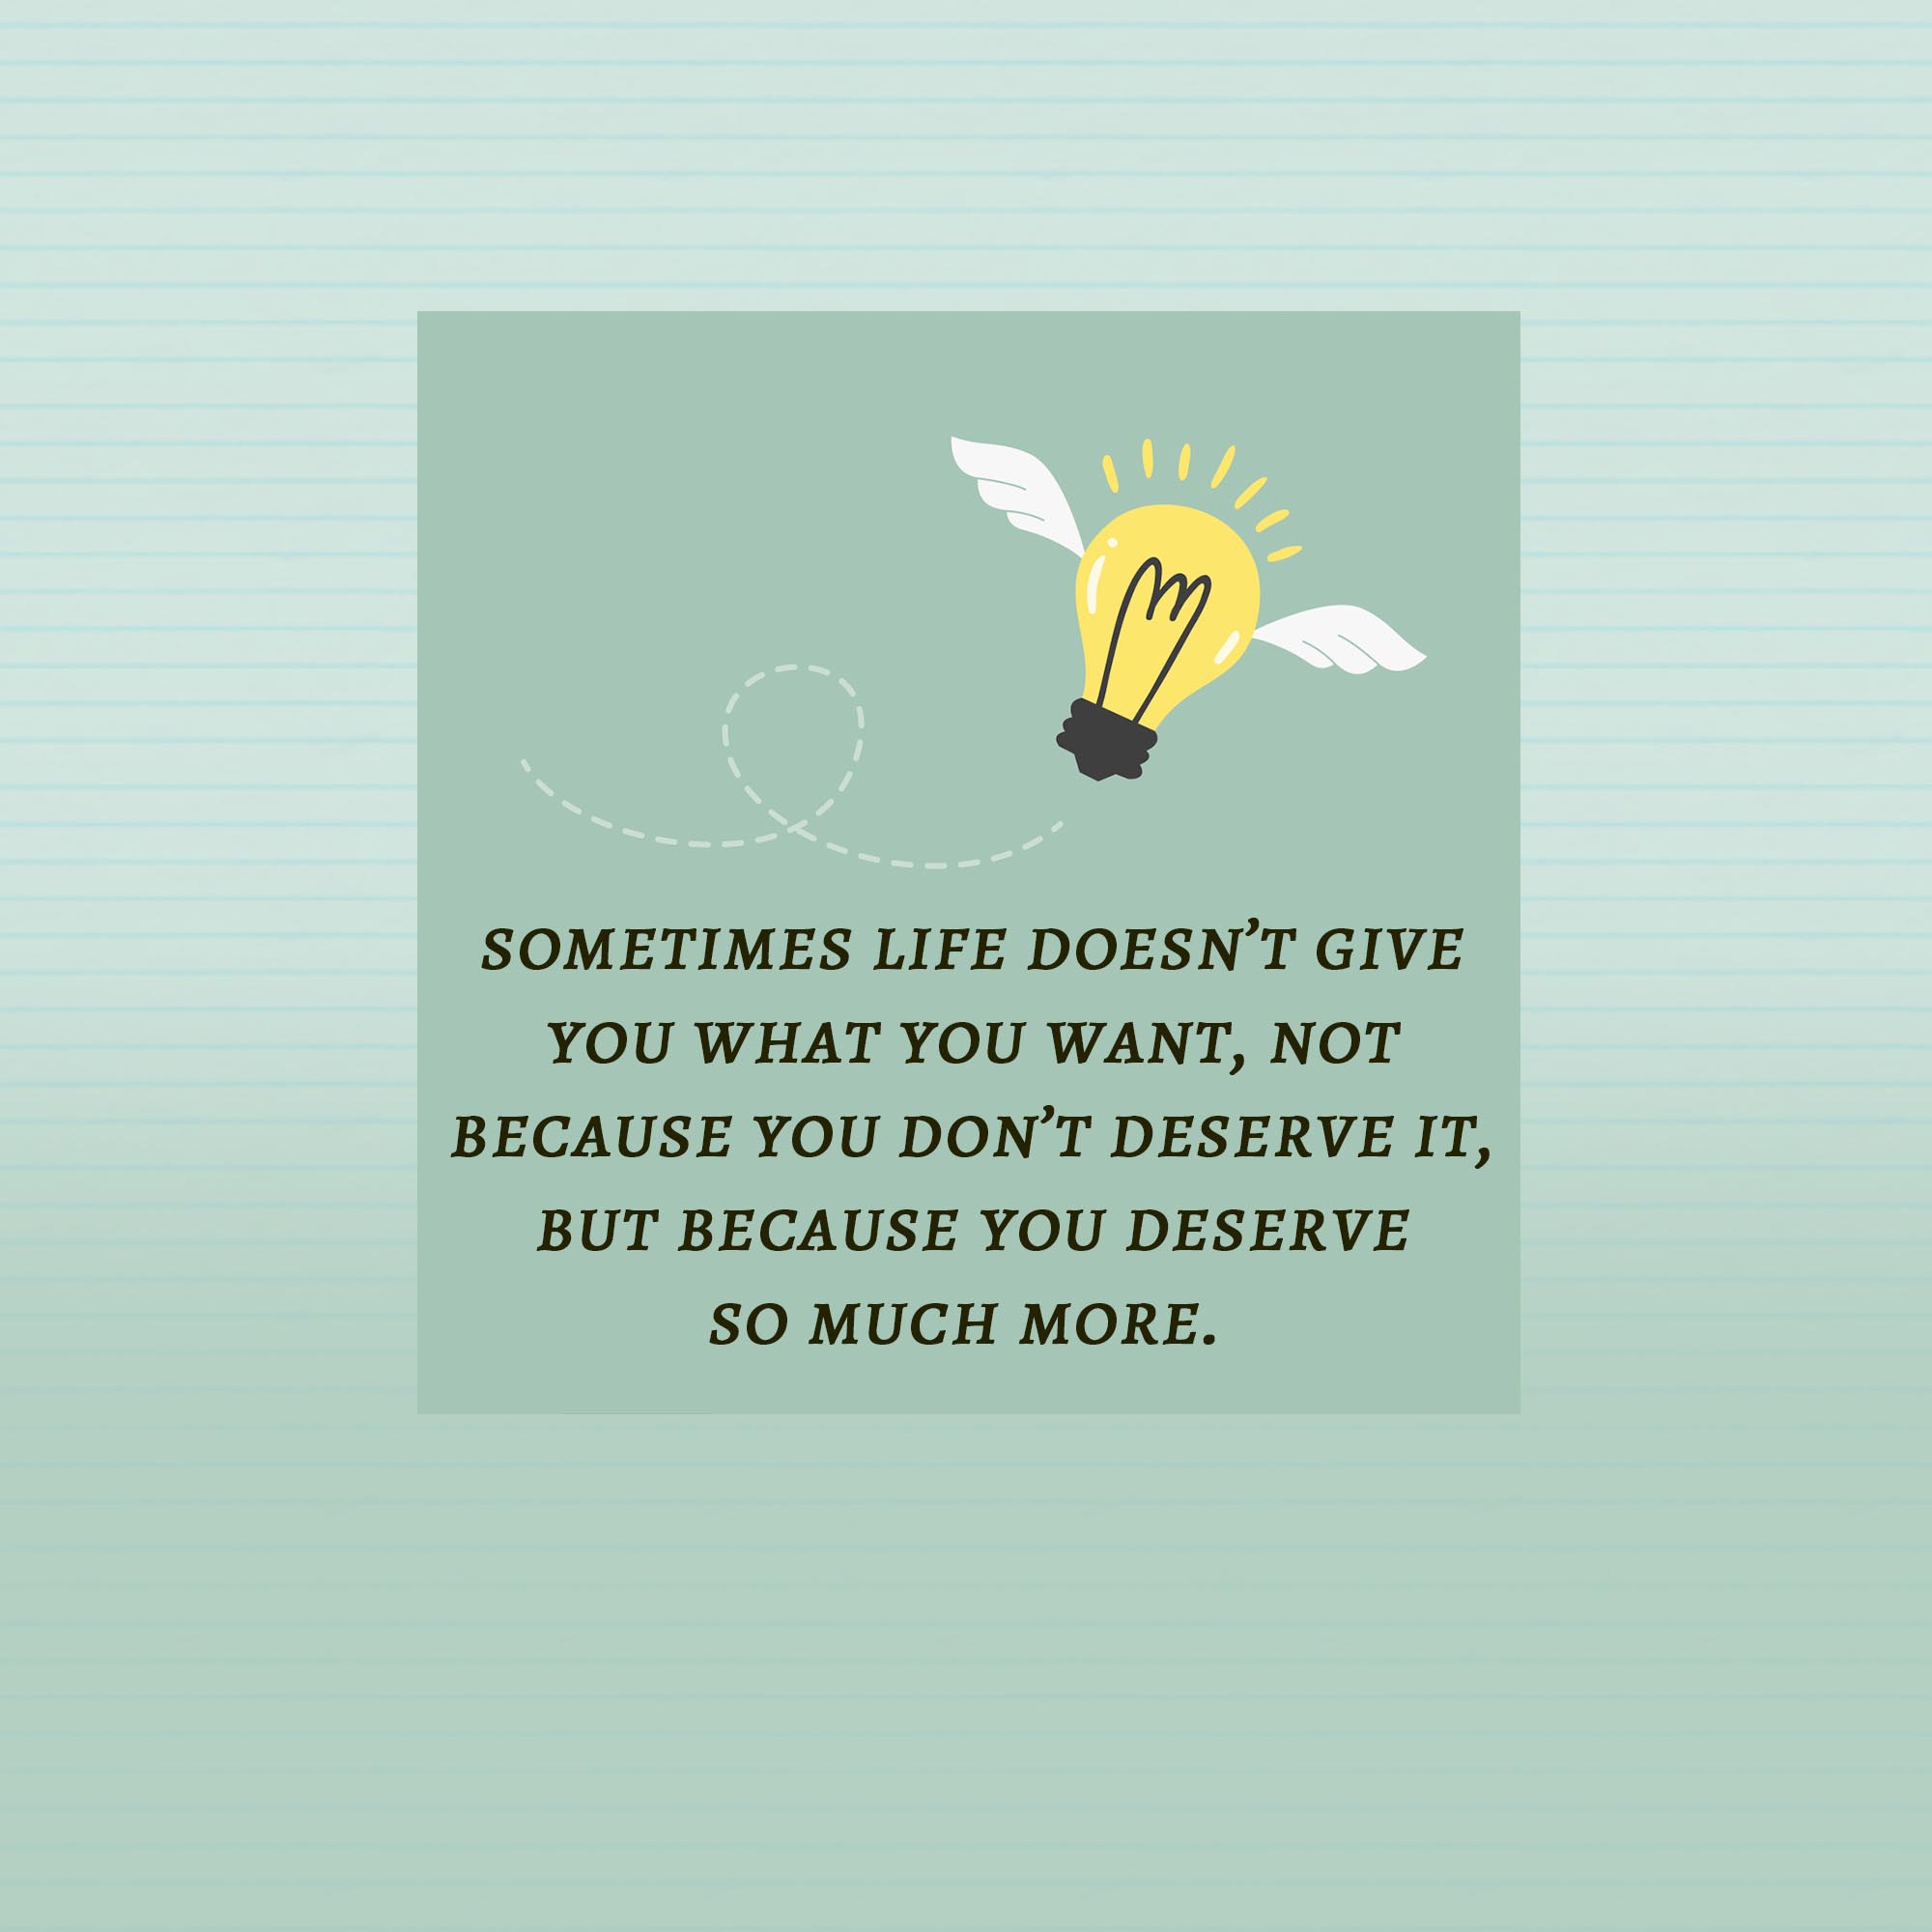 SOMETIMES LIFE DOESN’T GIVE
YOU WHAT YOU WANT, NOT
BECAUSE YOU DON’T DESERVE IT,
BUT BECAUSE YOU DESERVE
SO MUCH MORE.